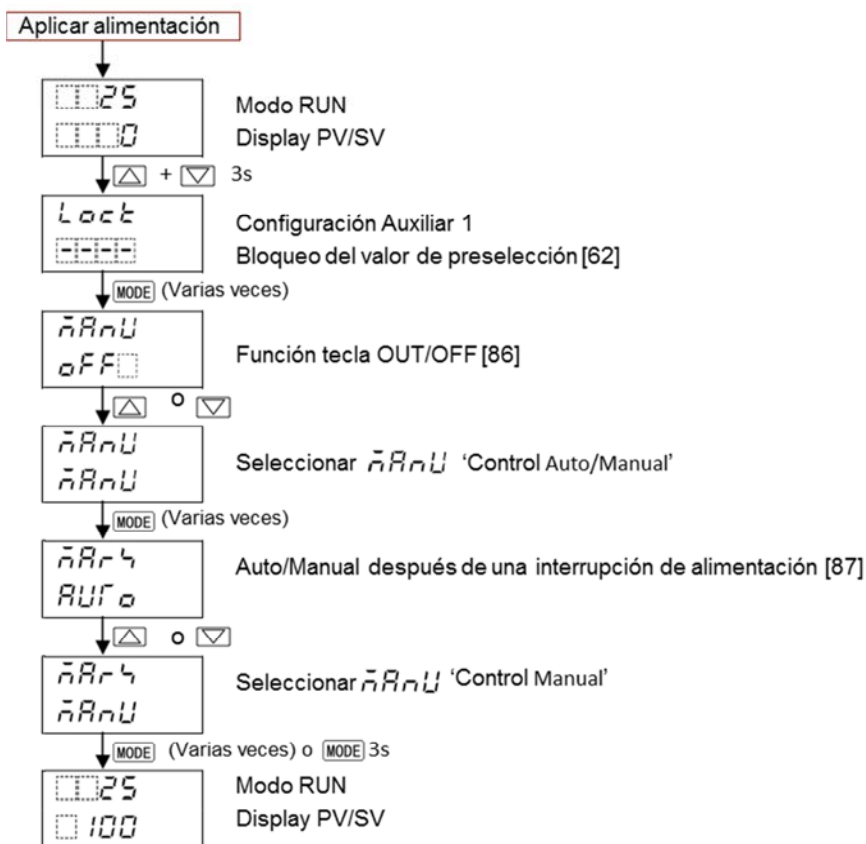 Aplicar alimentación
25
0
Modo RUN
Display PV/SV
△ + ▽ 3s
Lock
----
Configuración Auxiliar 1
Bloqueo del valor de preselección [62]
MODE (Varias veces)
MANU
oFF
Función tecla OUT/OFF [86]
△ o ▽
MANU
MANU
Seleccionar MANU 'Control Auto/Manual'
MODE (Varias veces)
MArS
AUTo
Auto/Manual después de una interrupción de alimentación [87]
△ o ▽
MArS
MANU
Seleccionar MANU 'Control Manual'
MODE (Varias veces) o MODE 3s
25
100
Modo RUN
Display PV/SV